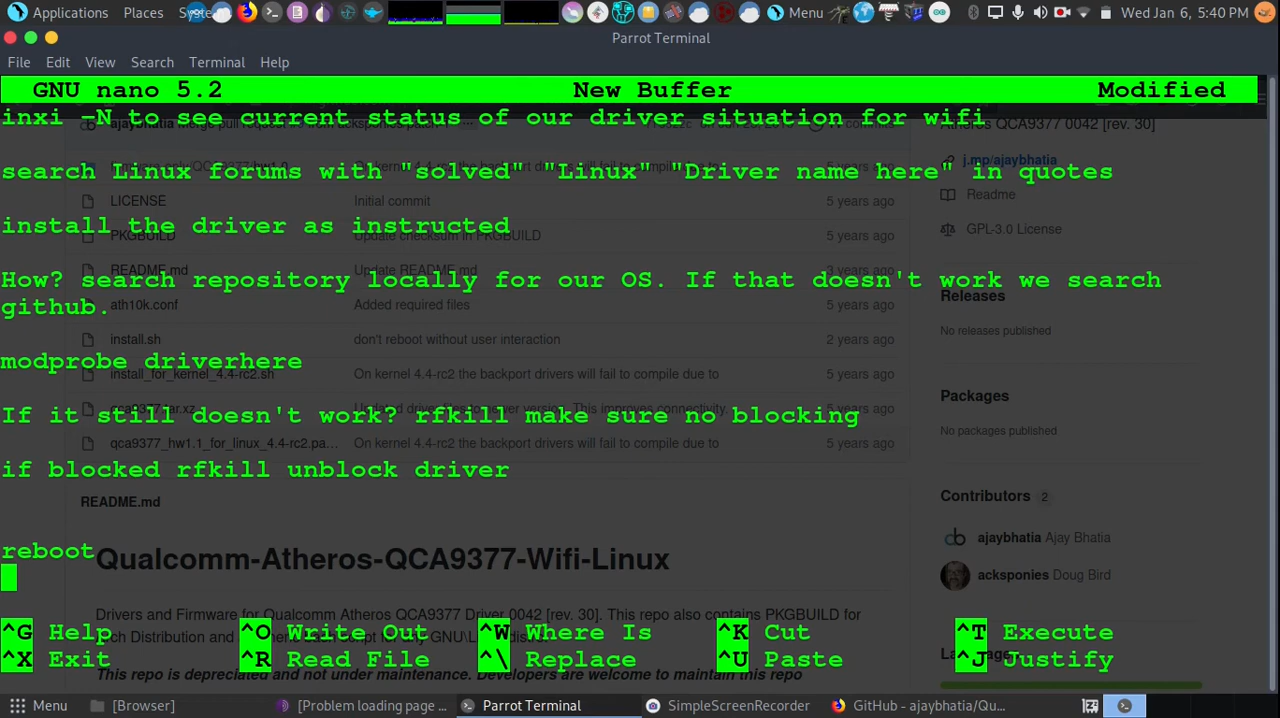 Applications Places System Menu Wed Jan 6, 5:40 PM
Parrot Terminal
File Edit View Search Terminal Help
GNU nano 5.2 New Buffer Modified
inxi -N to see current status of our driver situation for wifi
Atheros QCA9377 0042 [rev. 30]
j.mp/ajaybhatia
5 years ago
search Linux forums with "solved" "Linux" "Driver name here" in quotes
Readme
LICENSE Initial commit 5 years ago
install the driver as instructed
GPL-3.0 License
PKGBUILD Update checksum in PKGBUILD 5 years ago
README.md Update README.md 3 years ago
How? search repository locally for our OS. If that doesn't work we search
github.
Releases
ath10k.conf Added required files 5 years ago
No releases published
install.sh don't reboot without user interaction 2 years ago
modprobe driverhere
install_for_kernel_4.4-rc2.sh On kernel 4.4-rc2 the backport drivers will fail to compile due to 5 years ago
Packages
If it still doesn't work? rfkill make sure no blocking
5 years ago
No packages published
qca9377_hw1.1_for_linux_4.4-rc2.pa... On kernel 4.4-rc2 the backport drivers will fail to compile due to 5 years ago
if blocked rfkill unblock driver
README.md
Contributors 2
ajaybhatia Ajay Bhatia
reboot
Qualcomm-Atheros-QCA9377-Wifi-Linux
acksponies Doug Bird
Drivers and Firmware for Qualcomm Atheros QCA9377 Driver 0042 [rev. 30]. This repo also contains PKGBUILD for
^G Help ^O Write Out ^W Where Is ^K Cut ^T Execute
^X Exit ^R Read File ^\ Replace ^U Paste ^J Justify
This repo is depreciated and not under maintenance. Developers are welcome to maintain this repo
Menu [Browser] [Problem loading page ... Parrot Terminal SimpleScreenRecorder GitHub - ajaybhatia/Qu...